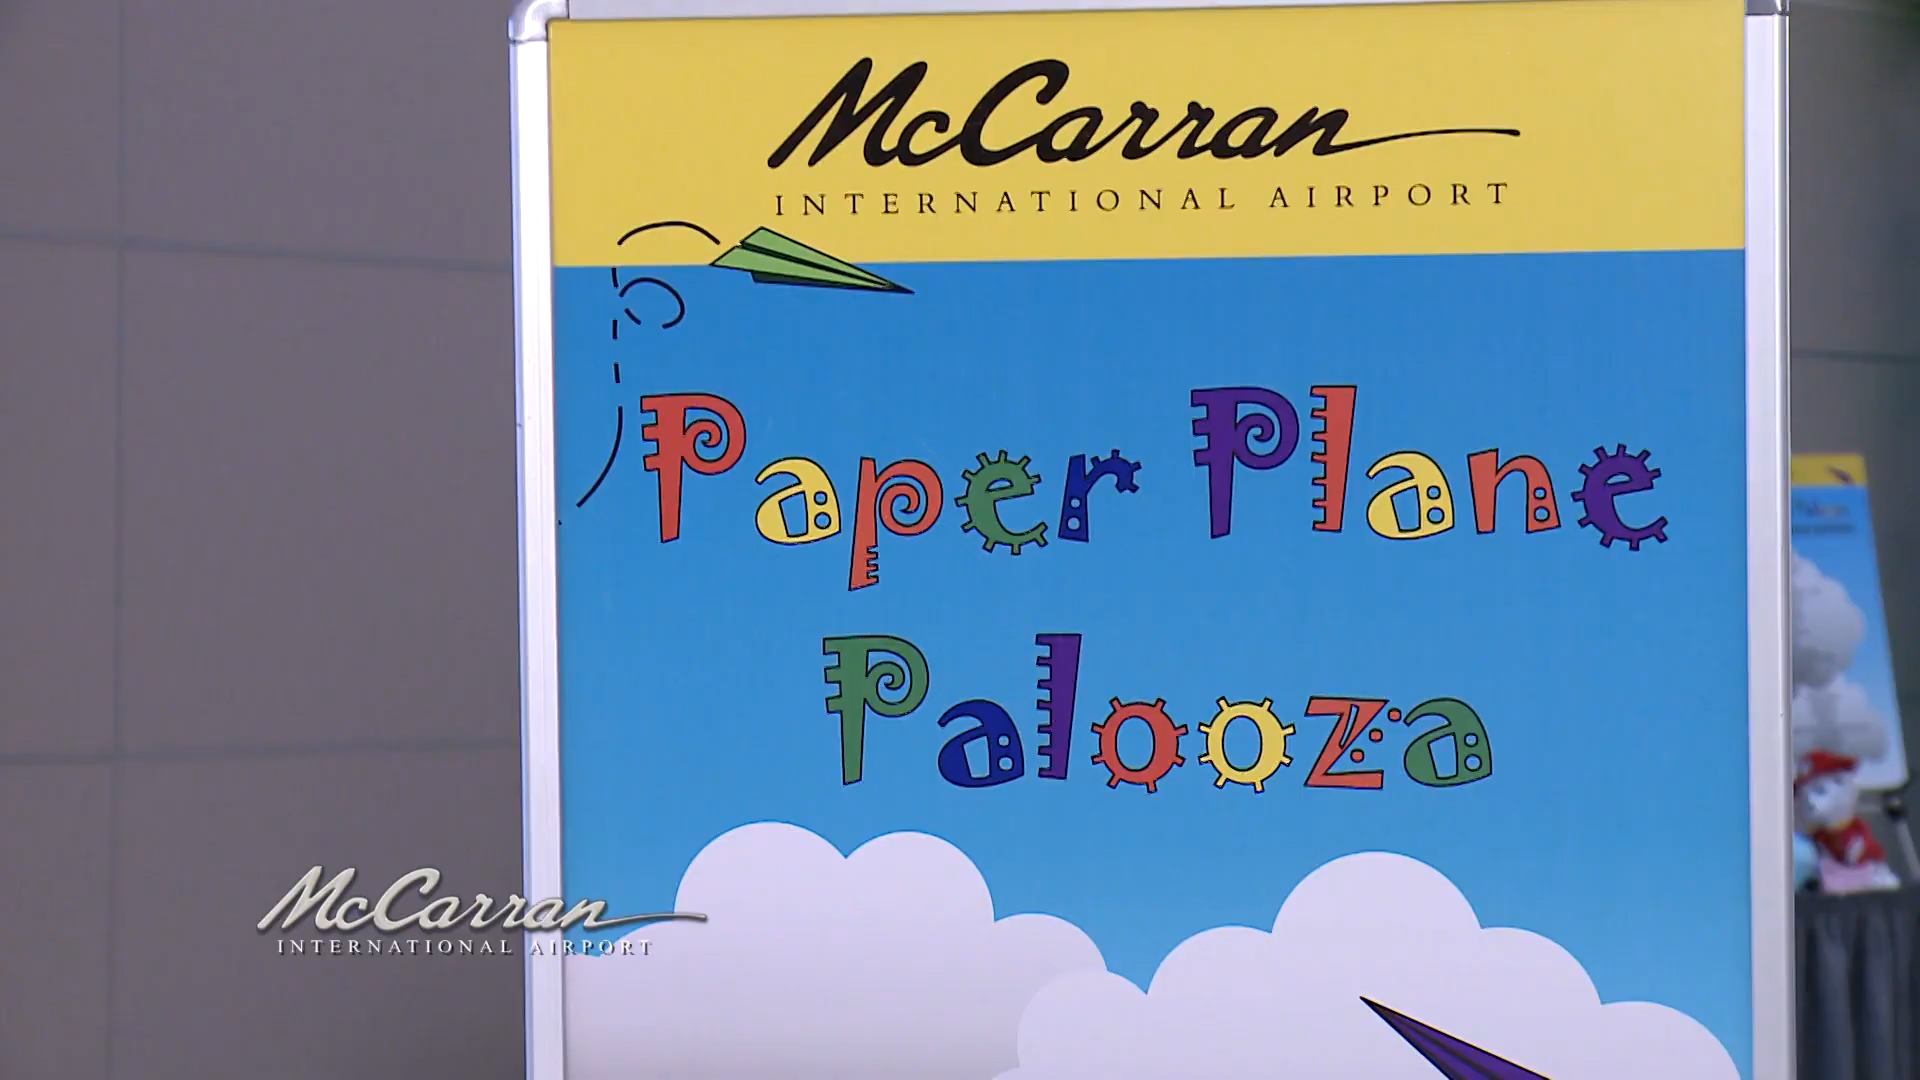 McCarran
INTERNATIONAL AIRPORT
Paper Plane
Palooza
McCarran
INTERNATIONAL AIRPORT